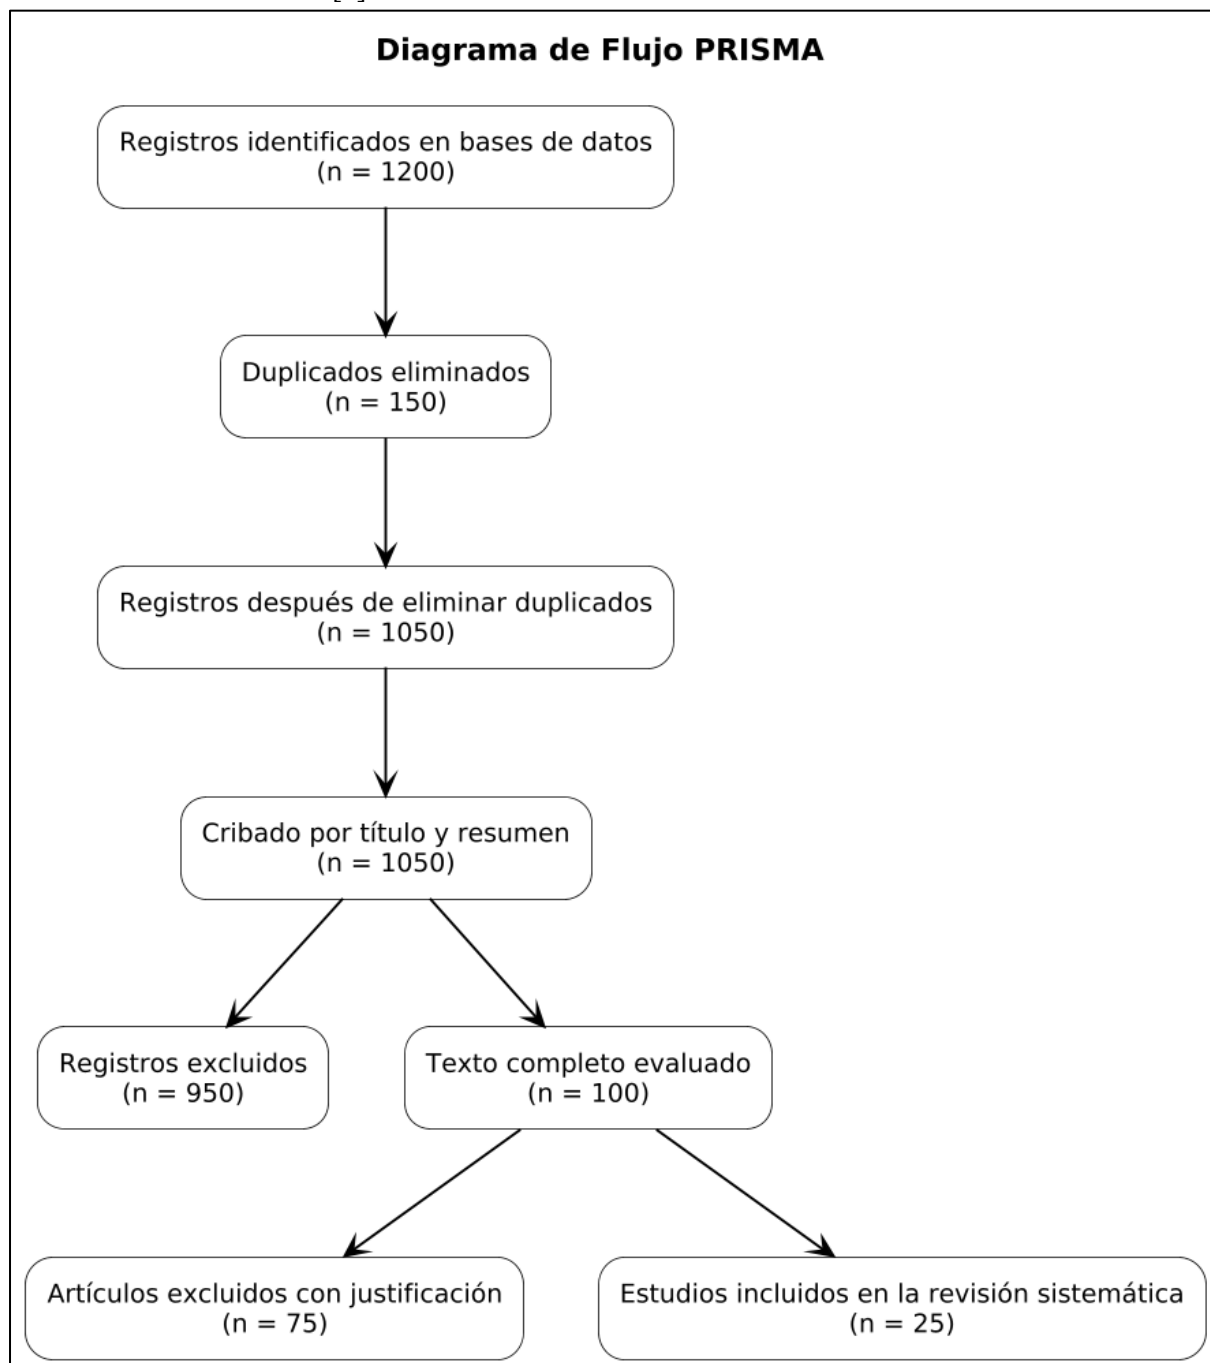 Diagrama de Flujo PRISMA
Registros identificados en bases de datos
(n = 1200)
Duplicados eliminados
(n = 150)
Registros después de eliminar duplicados
(n = 1050)
Cribado por título y resumen
(n = 1050)
Registros excluidos
(n = 950)
Texto completo evaluado
(n = 100)
Artículos excluidos con justificación
(n = 75)
Estudios incluidos en la revisión sistemática
(n = 25)